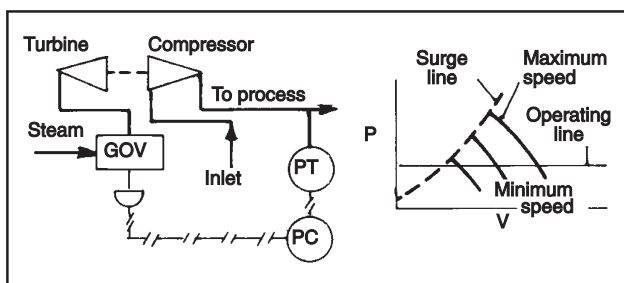 Turbine
Compressor
To process
Steam
GOV
Inlet
PT
PC
Surge
line
Maximum
speed
Operating
line
P
Minimum
speed
V